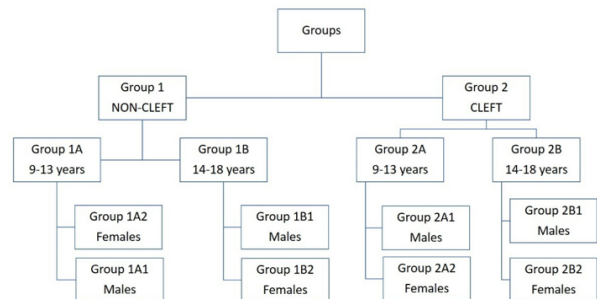 Groups
Group 1
NON-CLEFT
Group 2
CLEFT
Group 1A
9-13 years
Group 1B
14-18 years
Group 2A
9-13 years
Group 2B
14-18 years
Group 1A2
Females
Group 1B1
Males
Group 2A1
Males
Group 2B1
Males
Group 1A1
Males
Group 1B2
Females
Group 2A2
Females
Group 2B2
Females